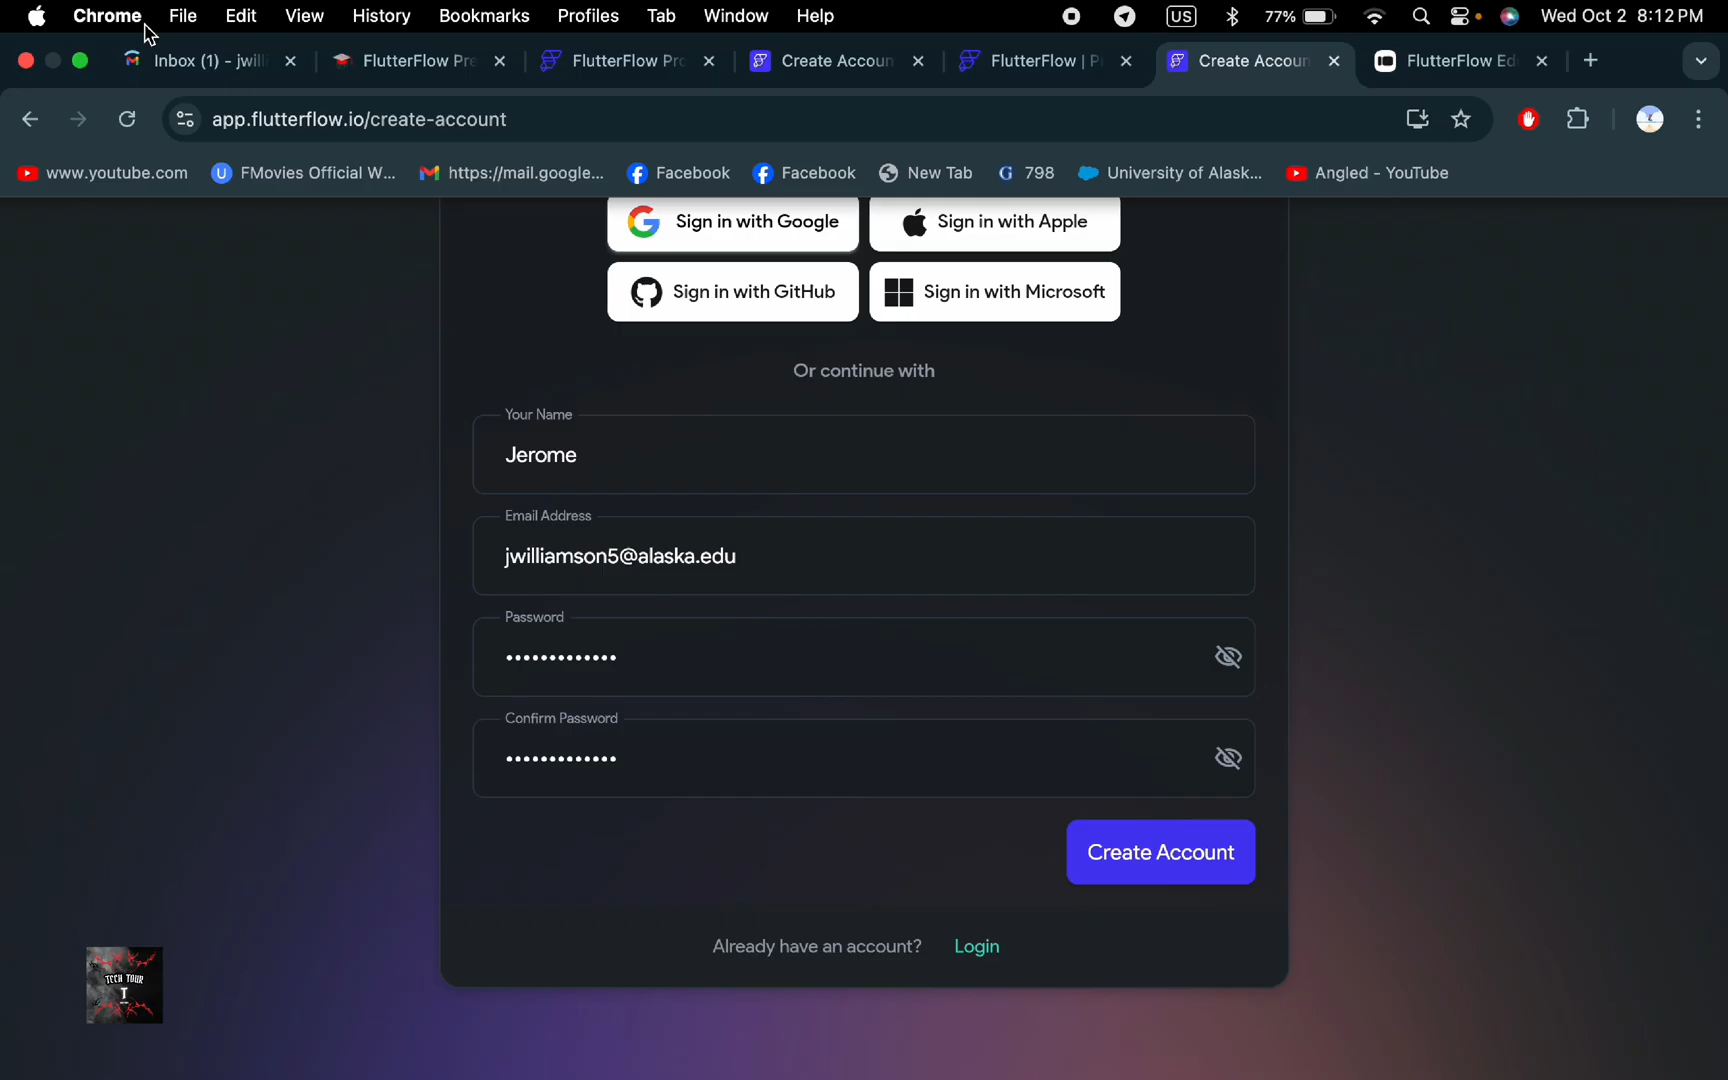 Chrome File Edit View History Bookmarks Profiles Tab Window Help US 77% Wed Oct 2 8:12 PM
Inbox (1) - jwilli FlutterFlow Pre FlutterFlow Pro Create Accoun FlutterFlow | P Create Accoun FlutterFlow Ed
app.flutterflow.io/create-account
www.youtube.com FMovies Official W... https://mail.google... Facebook Facebook New Tab 798 University of Alask... Angled - YouTube
Sign in with Google Sign in with Apple
Sign in with GitHub Sign in with Microsoft
Or continue with
Your Name
Jerome
Email Address
jwilliamson5@alaska.edu
Password
Confirm Password
Create Account
Already have an account? Login
TECH TOUR
T